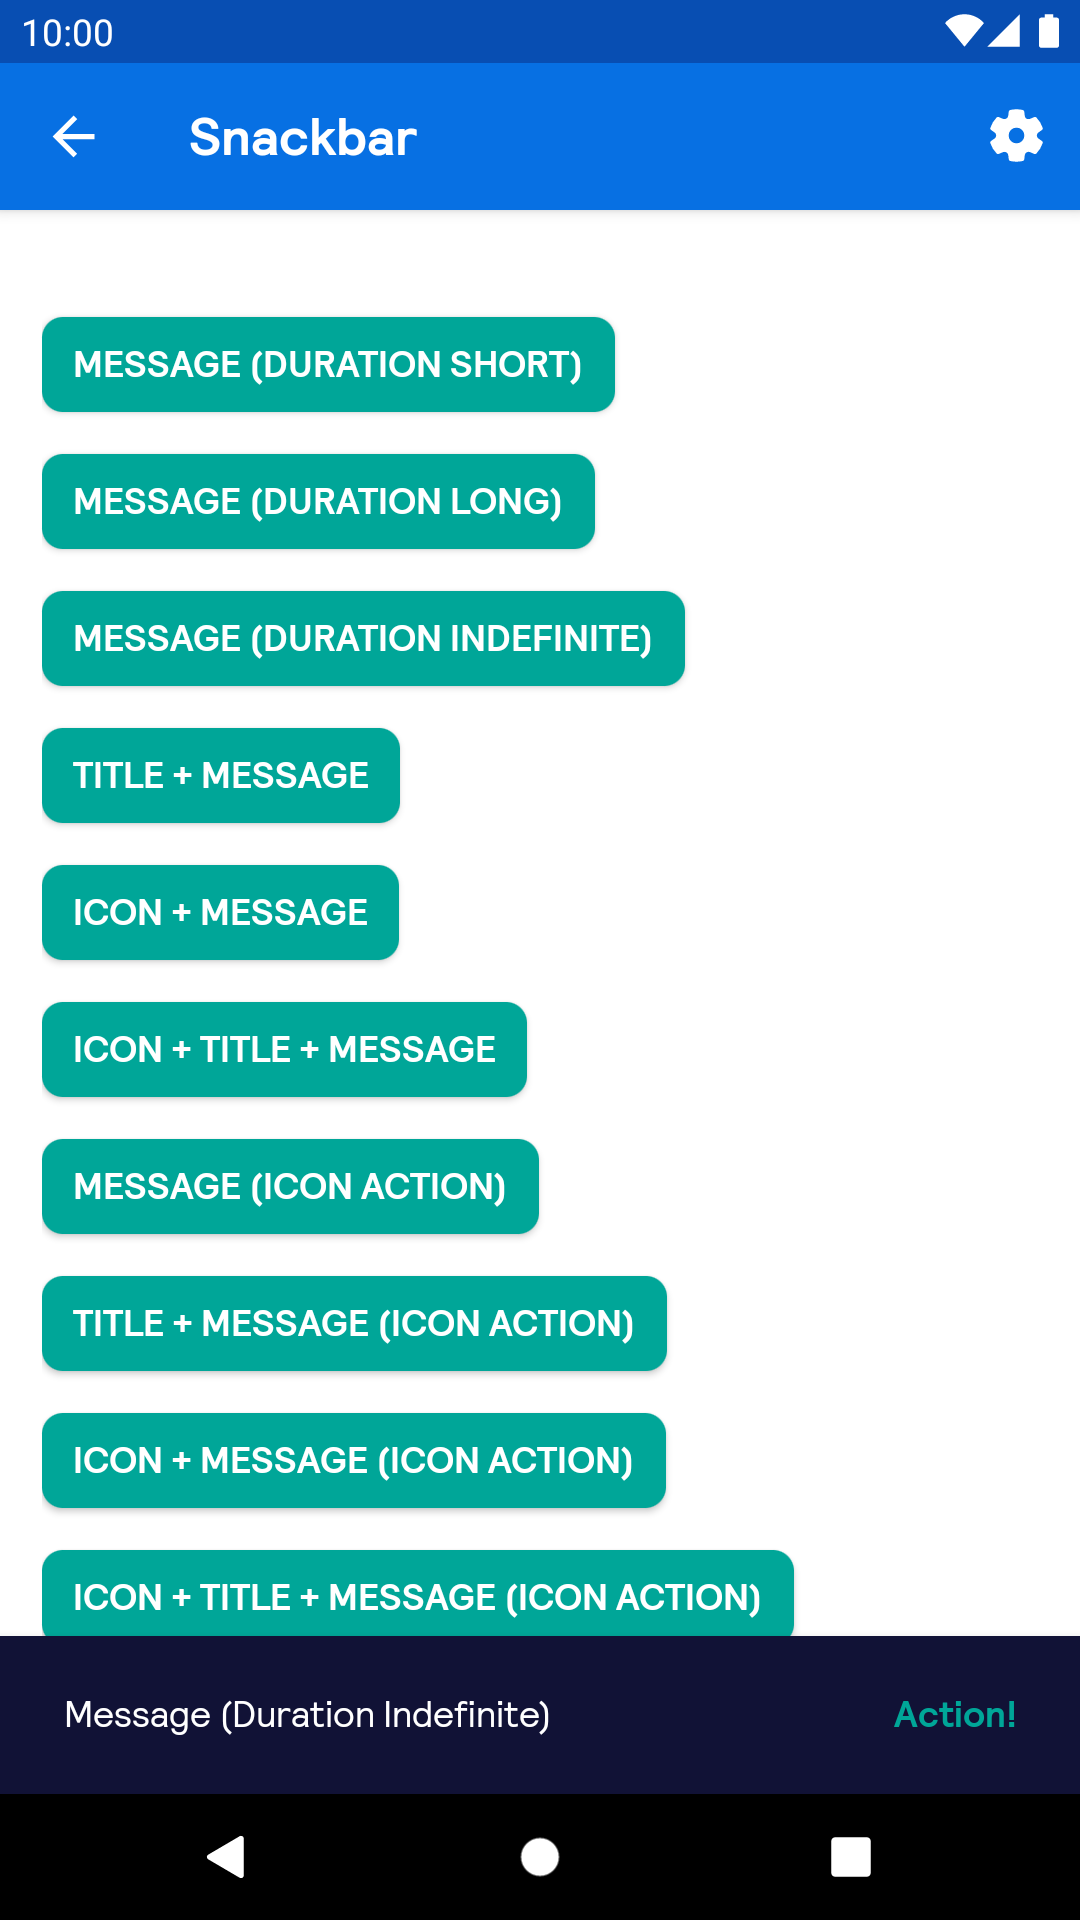 10:00
Snackbar
MESSAGE (DURATION SHORT)
MESSAGE (DURATION LONG)
MESSAGE (DURATION INDEFINITE)
TITLE + MESSAGE
ICON + MESSAGE
ICON + TITLE + MESSAGE
MESSAGE (ICON ACTION)
TITLE + MESSAGE (ICON ACTION)
ICON + MESSAGE (ICON ACTION)
ICON + TITLE + MESSAGE (ICON ACTION)
Message (Duration Indefinite) Action!